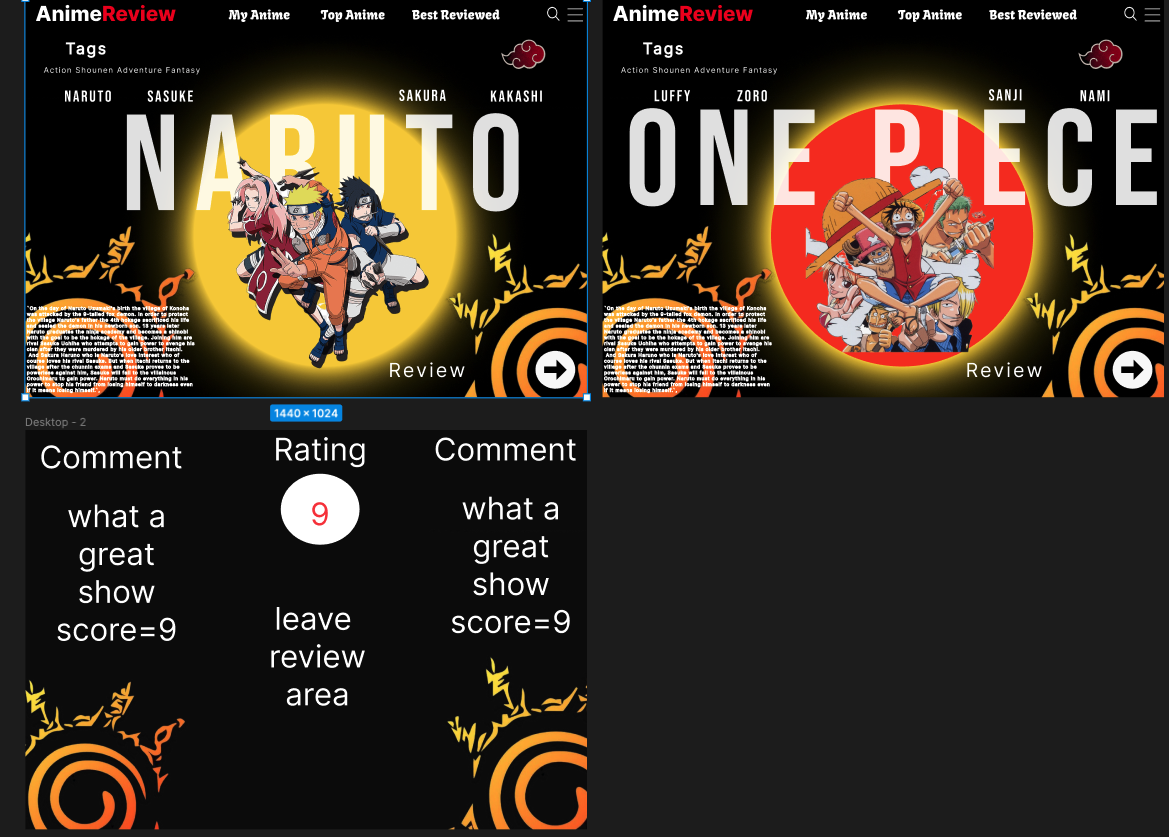 AnimeReview
My Anime
Top Anime
Best Reviewed
Tags
Action Shounen Adventure Fantasy
NARUTO
SASUKE
SAKURA
KAKASHI
NARUTO
"On the day of Naruto Uzumaki's birth the village of Konoha
was attacked by the 9-tailed fox demon. In order to protect
the village Naruto's father the 4th hokage sacrificed his life
and sealed the demon in his newborn son. 13 years later
Naruto graduates the ninja academy and becomes a shinobi
with the goal to be the hokage of the village. Joining him are
rival Sasuke Uchiha who attempts to gain power to avenge his
clan after they were murdered by his older brother Itachi.
And Sakura Haruno who is Naruto's love interest who of
course loves his rival Sasuke. But when Itachi returns to the
village after the chunnin exams and Sasuke proves to be
powerless against him, Sasuke will fall to the villainous
Orochimaru to gain power. Naruto must do everything in his
power to stop his friend from losing himself to darkness even
if it means losing himself."
Review
AnimeReview
My Anime
Top Anime
Best Reviewed
Tags
Action Shounen Adventure Fantasy
LUFFY
ZORO
SANJI
NAMI
ONE PIECE
"On the day of Naruto Uzumaki's birth the village of Konoha
was attacked by the 9-tailed fox demon. In order to protect
the village Naruto's father the 4th hokage sacrificed his life
and sealed the demon in his newborn son. 13 years later
Naruto graduates the ninja academy and becomes a shinobi
with the goal to be the hokage of the village. Joining him are
rival Sasuke Uchiha who attempts to gain power to avenge his
clan after they were murdered by his older brother Itachi.
And Sakura Haruno who is Naruto's love interest who of
course loves his rival Sasuke. But when Itachi returns to the
village after the chunnin exams and Sasuke proves to be
powerless against him, Sasuke will fall to the villainous
Orochimaru to gain power. Naruto must do everything in his
power to stop his friend from losing himself to darkness even
if it means losing himself."
Review
1440 × 1024
Desktop - 2
Comment
what a
great
show
score=9
Rating
9
leave
review
area
Comment
what a
great
show
score=9